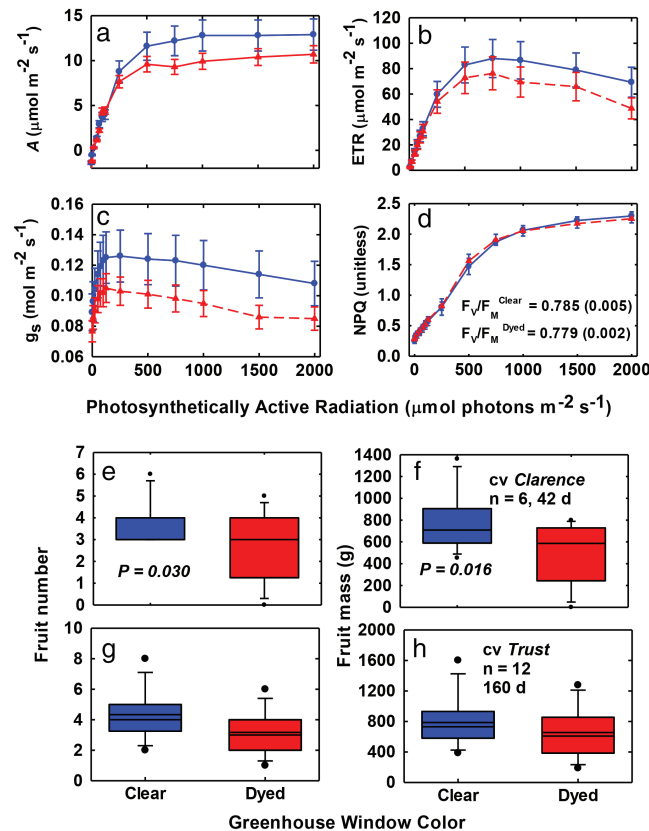 a
A (μmol m⁻² s⁻¹)
15
10
5
0
b
ETR (μmol m⁻² s⁻¹)
120
100
80
60
40
20
0
c
gS (mol m⁻² s⁻¹)
0.16
0.14
0.12
0.10
0.08
0.06
0 500 1000 1500 2000
d
NPQ (unitless)
2.5
2.0
1.5
1.0
0.5
0.0
FV/FM Clear = 0.785 (0.005)
FV/FM Dyed = 0.779 (0.002)
0 500 1000 1500 2000
Photosynthetically Active Radiation (μmol photons m⁻² s⁻¹)
e
7
6
5
4
3
2
1
0
P = 0.030
f
1400
1200
1000
800
600
400
200
0
cv Clarence
n = 6, 42 d
P = 0.016
Fruit number
Fruit mass (g)
g
10
8
6
4
2
0
Clear Dyed
h
2000
1600
1200
800
400
0
cv Trust
n = 12
160 d
Clear Dyed
Greenhouse Window Color